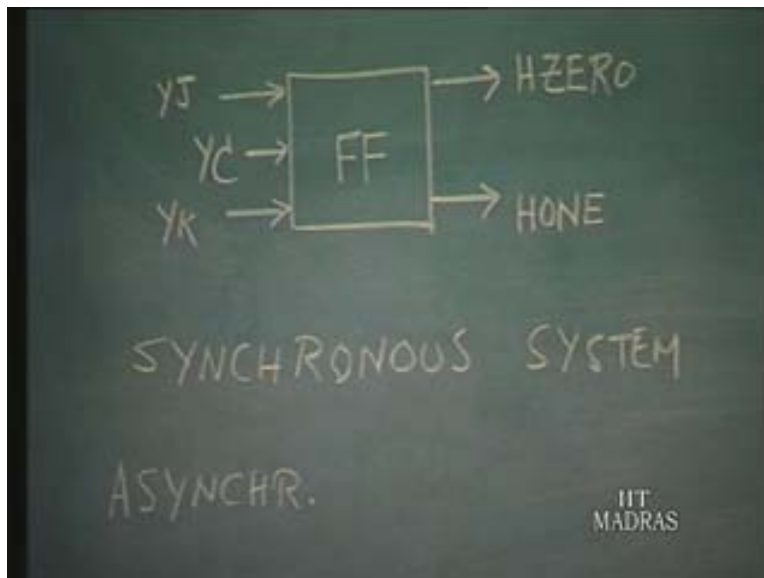 YJ HZERO
YC FF
YK HONE
SYNCHRONOUS SYSTEM
ASYNCHR.
IIT
MADRAS